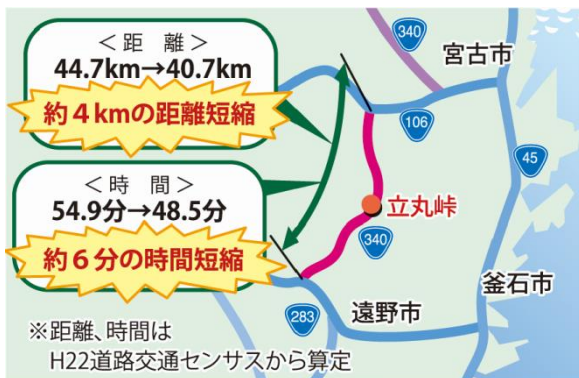 ＜距 離＞
44.7km→40.7km
約４kmの距離短縮
＜時 間＞
54.9分→48.5分
約６分の時間短縮
※距離、時間は
H22道路交通センサスから算定
340
宮古市
106
45
立丸峠
340
釜石市
283
遠野市